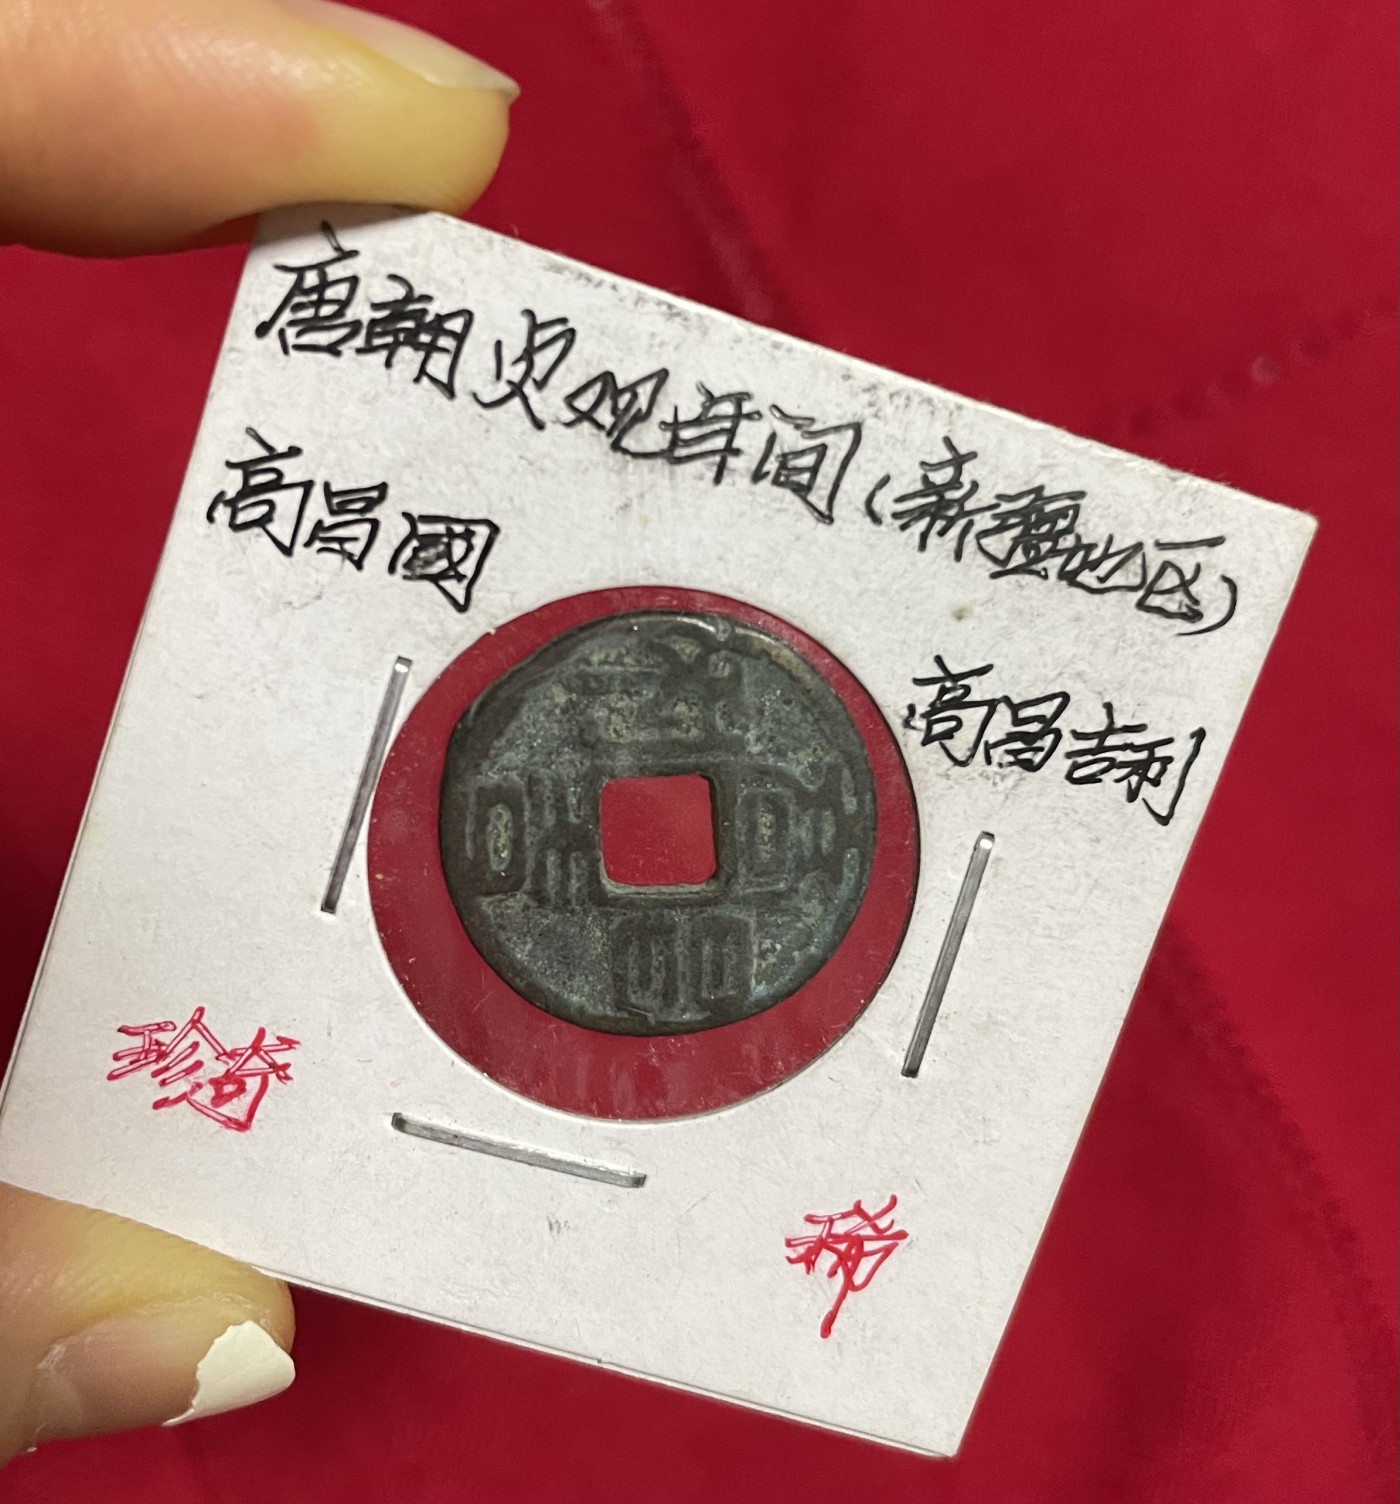 唐朝贞观年间（新疆地区）
高昌國
高昌吉利
珍奇
稀